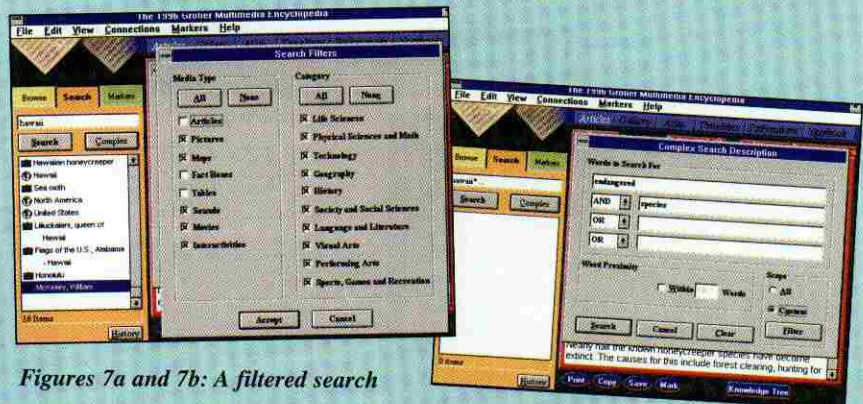 The 1996 Grolier Multimedia Encyclopedia
File Edit View Connections Markers Help
Browse Search Markers
hawaii
Search Complex
Hawaiian honeycreeper
Hawaii
Sea moth
North America
United States
Liliuokalani, queen of
Hawaii
Flags of the U.S., Alabama
- Hawaii
Honolulu
McKinley, William
History
Search Filters
Media Type
All None
Articles
Pictures
Maps
Fact Boxes
Tables
Sounds
Movies
Interactivities
Category
All None
Life Sciences
Physical Sciences and Math
Technology
Geography
History
Society and Social Sciences
Language and Literature
Visual Arts
Performing Arts
Sports, Games and Recreation
Accept Cancel
The 1996 Grolier Multimedia Encyclopedia
File Edit View Connections Markers Help
Articles Gallery Atlas Timelines Pathmakers Yearbook
Browse Search Markers
Search Complex
0 items
History
Complex Search Description
Words to Search For
endangered
AND species
OR
OR
Word Proximity
Within Words
Scope
All
Current
Search Cancel Clear Filter
Nearly half the known honeycreeper species have become
extinct. The causes for this include forest clearing, hunting for
Print Copy Save Mark Knowledge Tree
Figures 7a and 7b: A filtered search